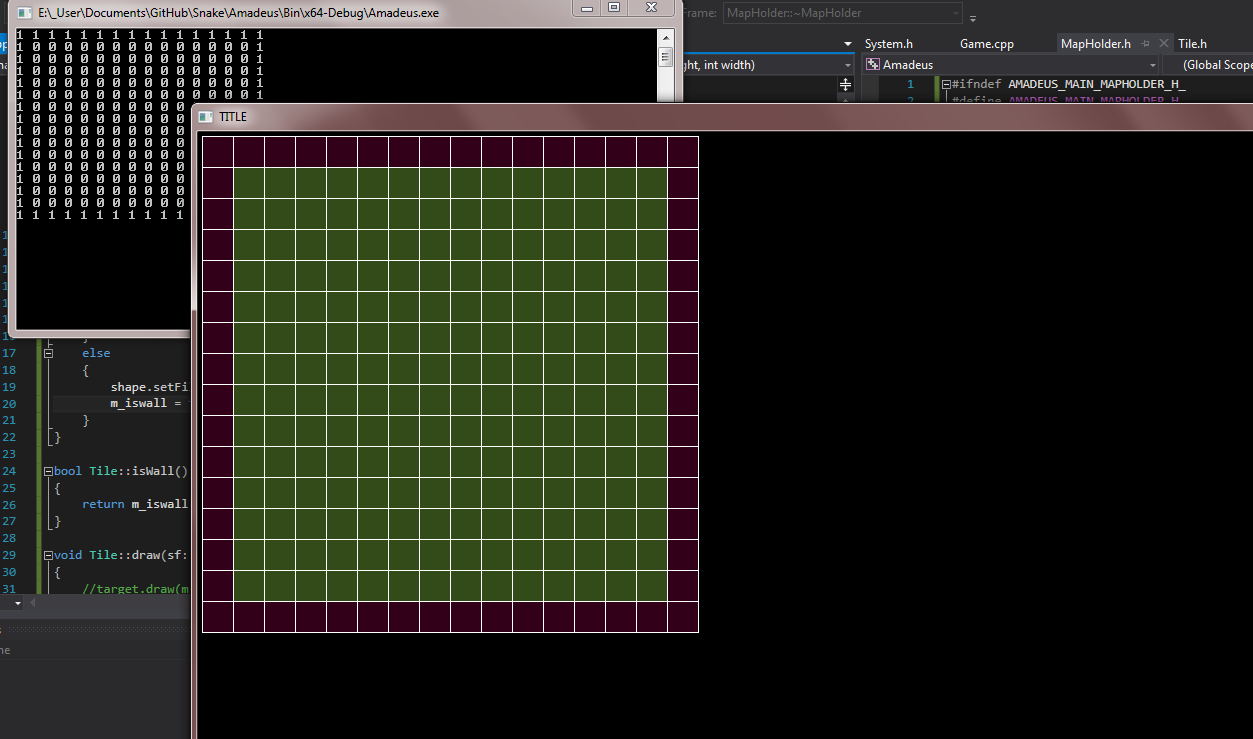 E:\_User\Documents\GitHub\Snake\Amadeus\Bin\x64-Debug\Amadeus.exe
1 1 1 1 1 1 1 1 1 1 1 1 1 1 1 1
1 0 0 0 0 0 0 0 0 0 0 0 0 0 0 1
1 0 0 0 0 0 0 0 0 0 0 0 0 0 0 1
1 0 0 0 0 0 0 0 0 0 0 0 0 0 0 1
1 0 0 0 0 0 0 0 0 0 0 0 0 0 0 1
1 0 0 0 0 0 0 0 0 0 0 0 0 0 0 1
1 0 0 0 0 0 0 0 0 0 0
1 0 0 0 0 0 0 0 0 0 0
1 0 0 0 0 0 0 0 0 0 0
1 0 0 0 0 0 0 0 0 0 0
1 0 0 0 0 0 0 0 0 0 0
1 0 0 0 0 0 0 0 0 0 0
1 0 0 0 0 0 0 0 0 0 0
1 0 0 0 0 0 0 0 0 0 0
1 0 0 0 0 0 0 0 0 0 0
1 1 1 1 1 1 1 1 1 1 1
rame: MapHolder::~MapHolder
System.h Game.cpp MapHolder.h Tile.h
ght, int width) Amadeus (Global Scope
1 #ifndef AMADEUS_MAIN_MAPHOLDER_H_
2 #define AMADEUS_MAIN_MAPHOLDER_H_
TITLE
17 else
18 {
19 shape.setFi
20 m_iswall =
21 }
22 }
23
24 bool Tile::isWall()
25 {
26 return m_iswall
27 }
28
29 void Tile::draw(sf:
30 {
31 //target.draw(m